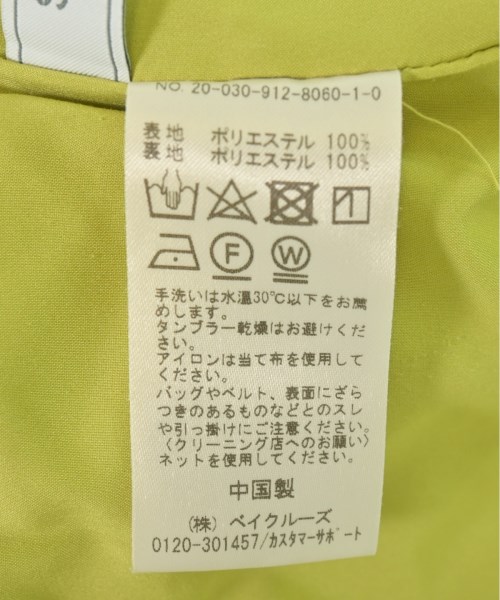 NO. 20-030-912-8060-1-0
表地 ポリエステル 100%
裏地 ポリエステル 100%
F
W
手洗いは水温30℃以下をお薦
めします。
タンブラー乾燥はお避けくだ
さい。
アイロンは当て布を使用して
ください。
バッグやベルト、表面にざら
つきのあるものなどとのスレ
や引っ掛けにご注意ください。
〈クリーニング店へのお願い〉
ネットを使用してください。
中国製
(株) ベイクルーズ
0120-301457/カスタマーサポート